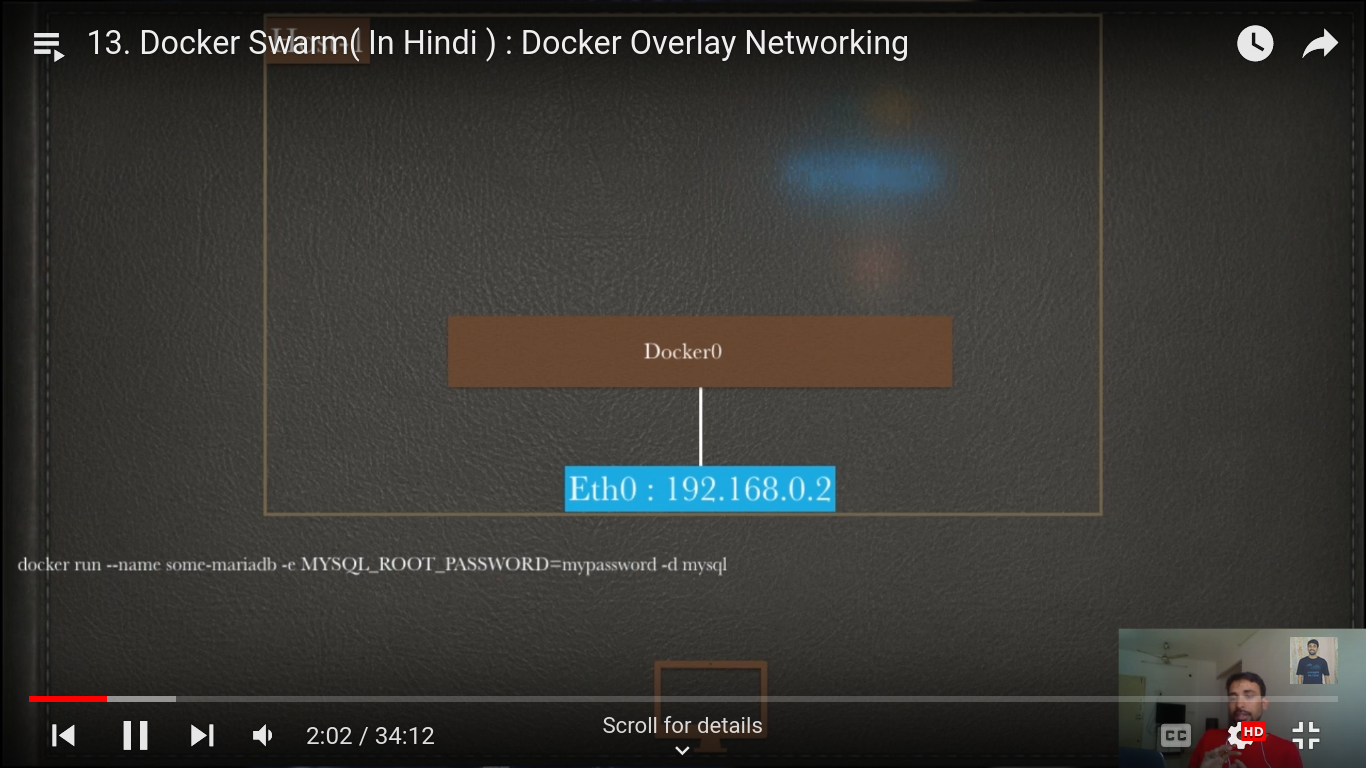 13. Docker Swarm( In Hindi ) : Docker Overlay Networking
Docker0
Eth0 : 192.168.0.2
docker run --name some-mariadb -e MYSQL_ROOT_PASSWORD=mypassword -d mysql
Scroll for details
2:02 / 34:12
CC
HD